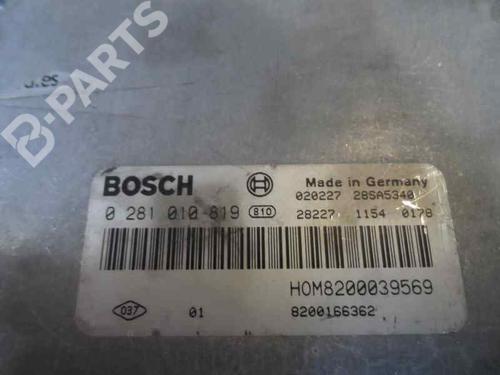 B-PARTS
BOSCH
Made in Germany
020227 28SA5340
0 281 010 819 810
28227 1154 0178
HOM8200039569
037 01 8200166362